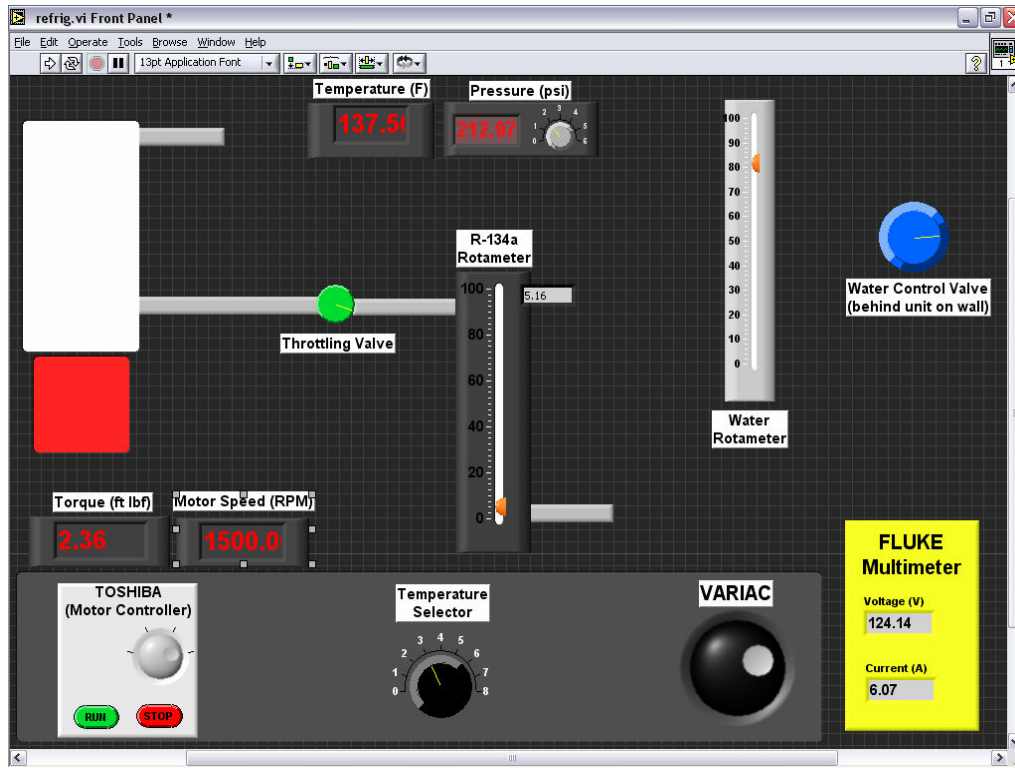 refrig.vi Front Panel *
File Edit Operate Tools Browse Window Help
13pt Application Font
?
1
Temperature (F)
137.50
Pressure (psi)
212.97
0 1 2 3 4 5 6
100
90
80
70
60
50
40
30
20
10
0
Water
Rotameter
Water Control Valve
(behind unit on wall)
R-134a
Rotameter
5.16
100
80
60
40
20
0
Throttling Valve
Torque (ft lbf)
2.36
Motor Speed (RPM)
1500.0
TOSHIBA
(Motor Controller)
RUN STOP
Temperature
Selector
0 1 2 3 4 5 6 7 8
VARIAC
FLUKE
Multimeter
Voltage (V)
124.14
Current (A)
6.07